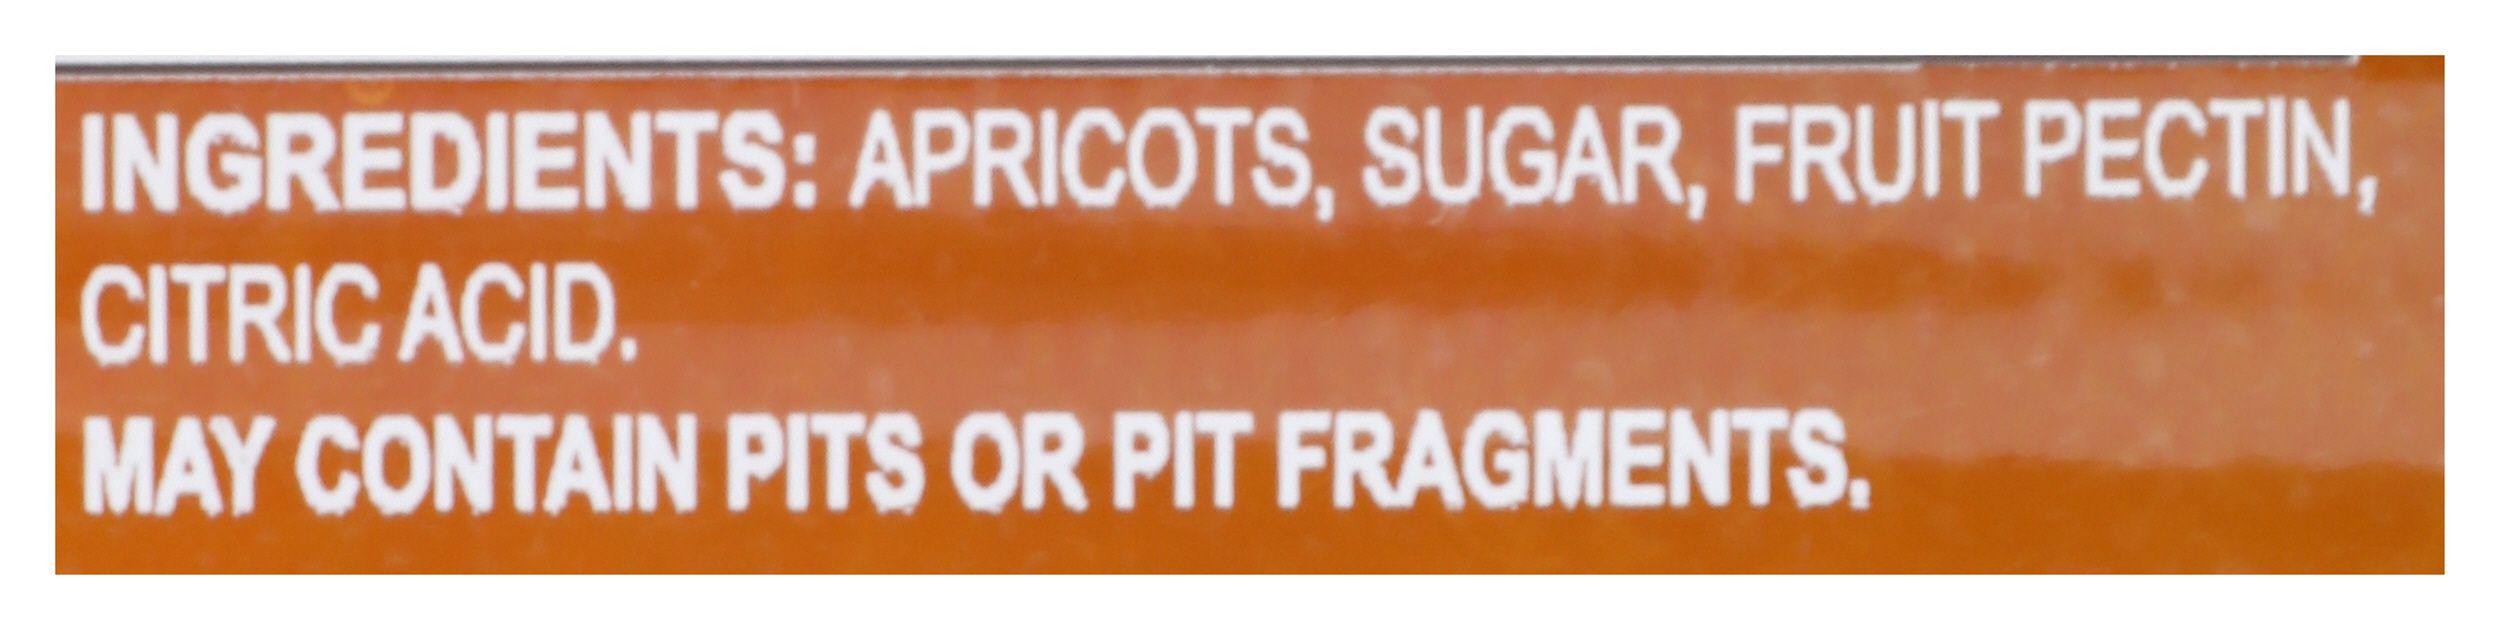 INGREDIENTS: APRICOTS, SUGAR, FRUIT PECTIN,
CITRIC ACID.
MAY CONTAIN PITS OR PIT FRAGMENTS.